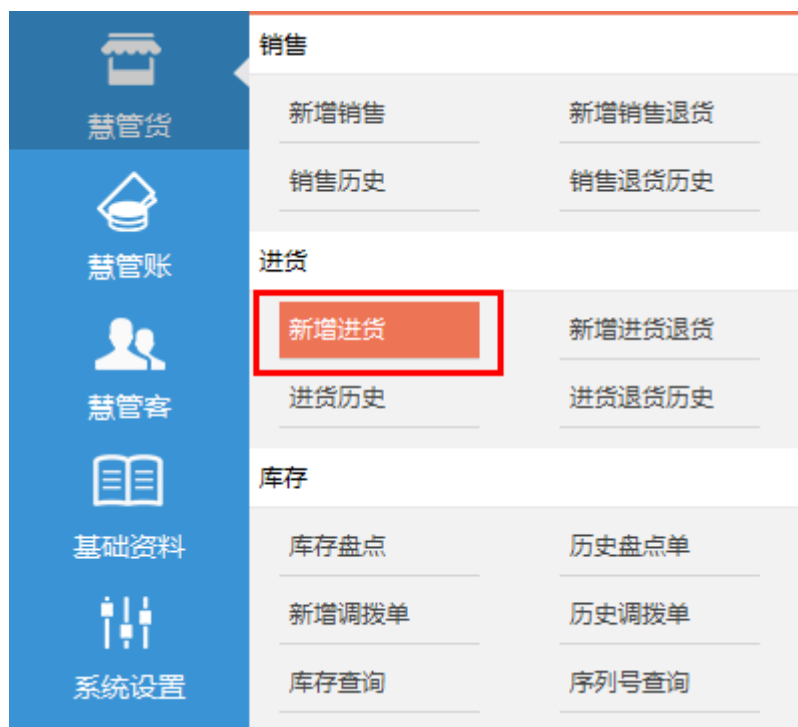 慧管货
慧管账
慧管客
基础资料
系统设置
销售
新增销售 新增销售退货
销售历史 销售退货历史
进货
新增进货 新增进货退货
进货历史 进货退货历史
库存
库存盘点 历史盘点单
新增调拨单 历史调拨单
库存查询 序列号查询